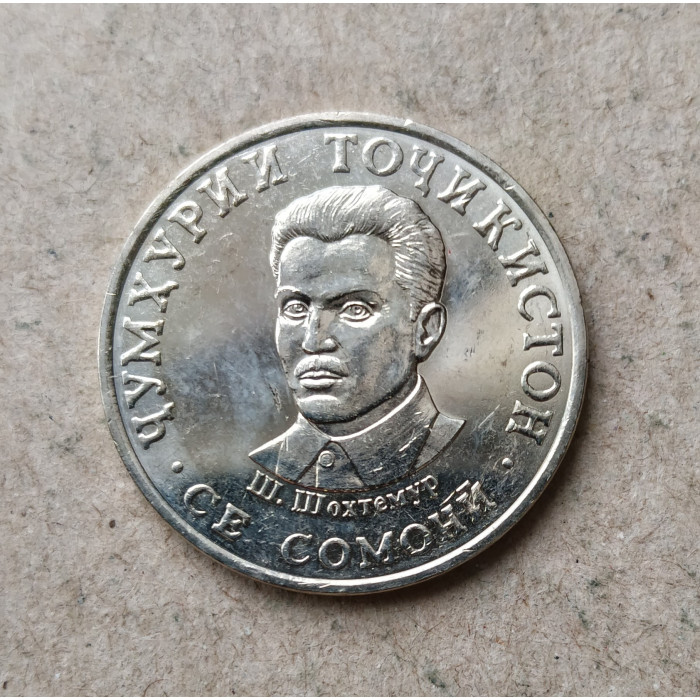 ҶУМҲУРИИ ТОҶИКИСТОН
Ш. Шохтемур
· СЕ СОМОНӢ ·